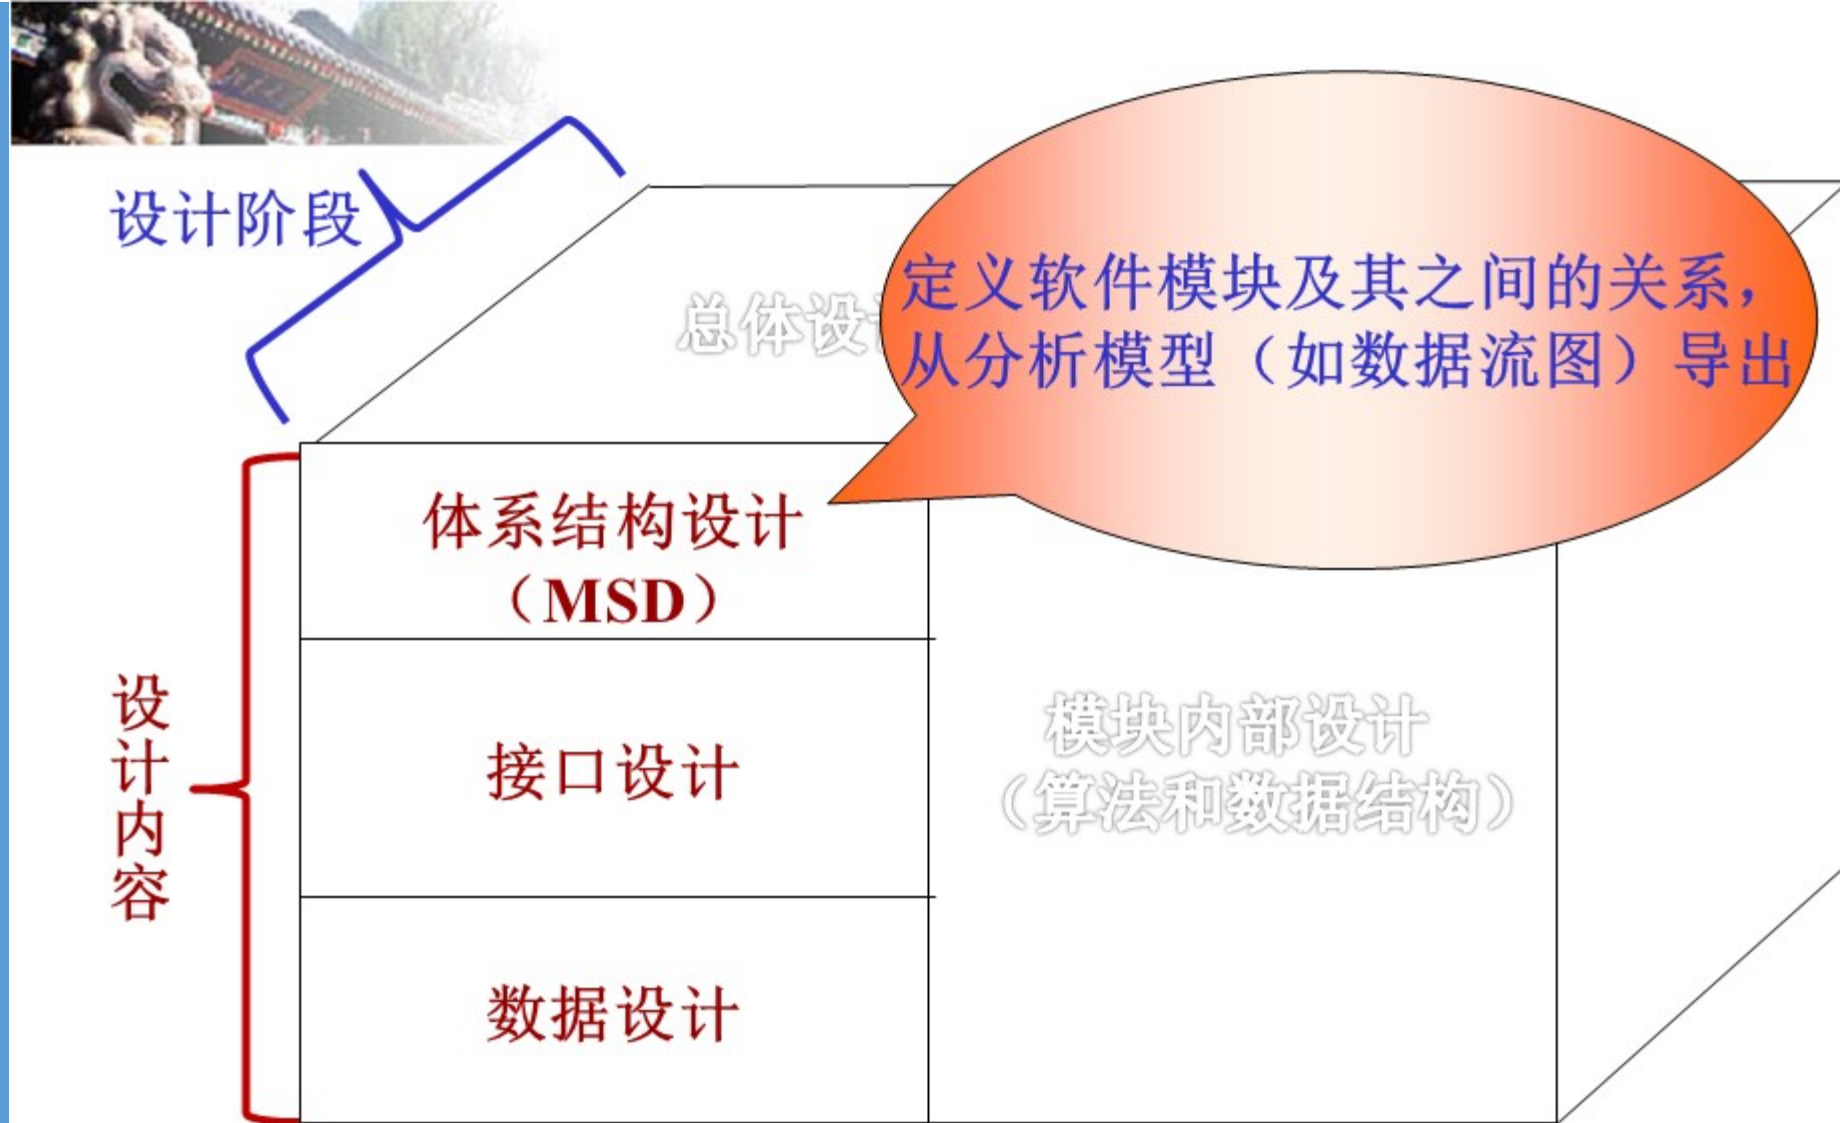 设计阶段
总体设
定义软件模块及其之间的关系，
从分析模型（如数据流图）导出
体系结构设计
（MSD）
设计内容
接口设计
模块内部设计
（算法和数据结构）
数据设计